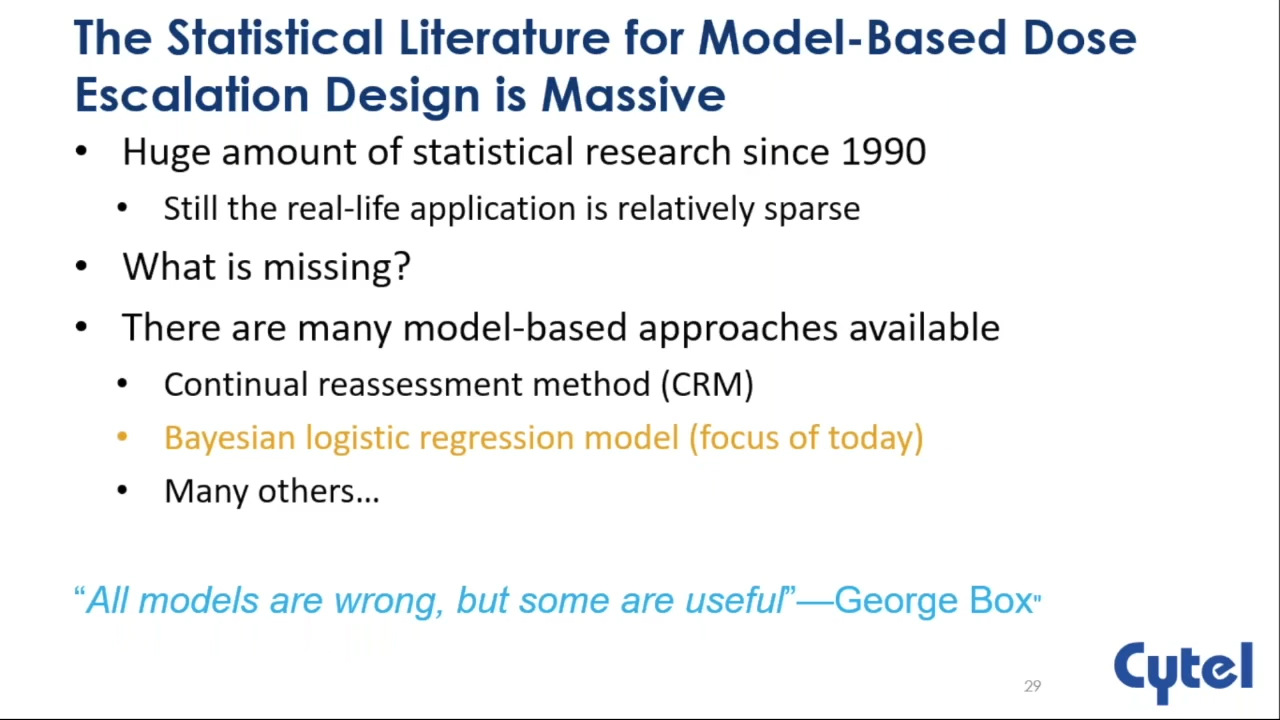 The Statistical Literature for Model-Based Dose
Escalation Design is Massive
• Huge amount of statistical research since 1990
• Still the real-life application is relatively sparse
• What is missing?
• There are many model-based approaches available
• Continual reassessment method (CRM)
• Bayesian logistic regression model (focus of today)
• Many others...
“All models are wrong, but some are useful”—George Box"
29
Cytel